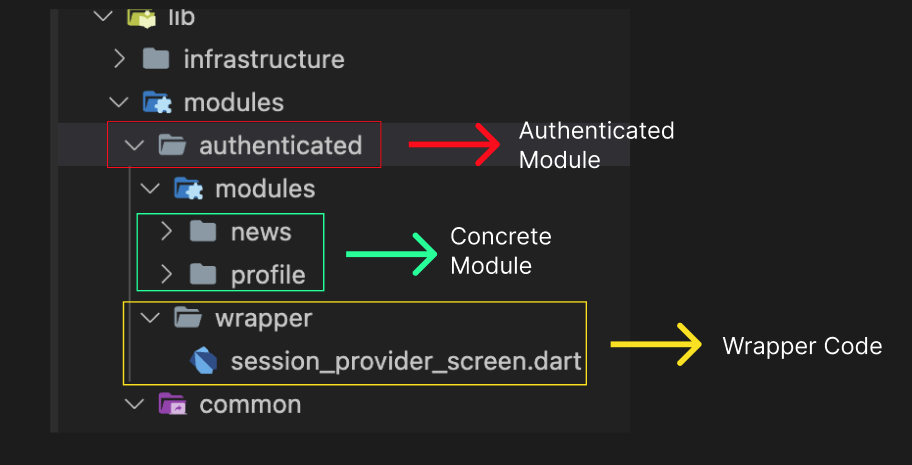 lib
infrastructure
modules
authenticated
Authenticated
Module
modules
news
profile
Concrete
Module
wrapper
session_provider_screen.dart
Wrapper Code
common